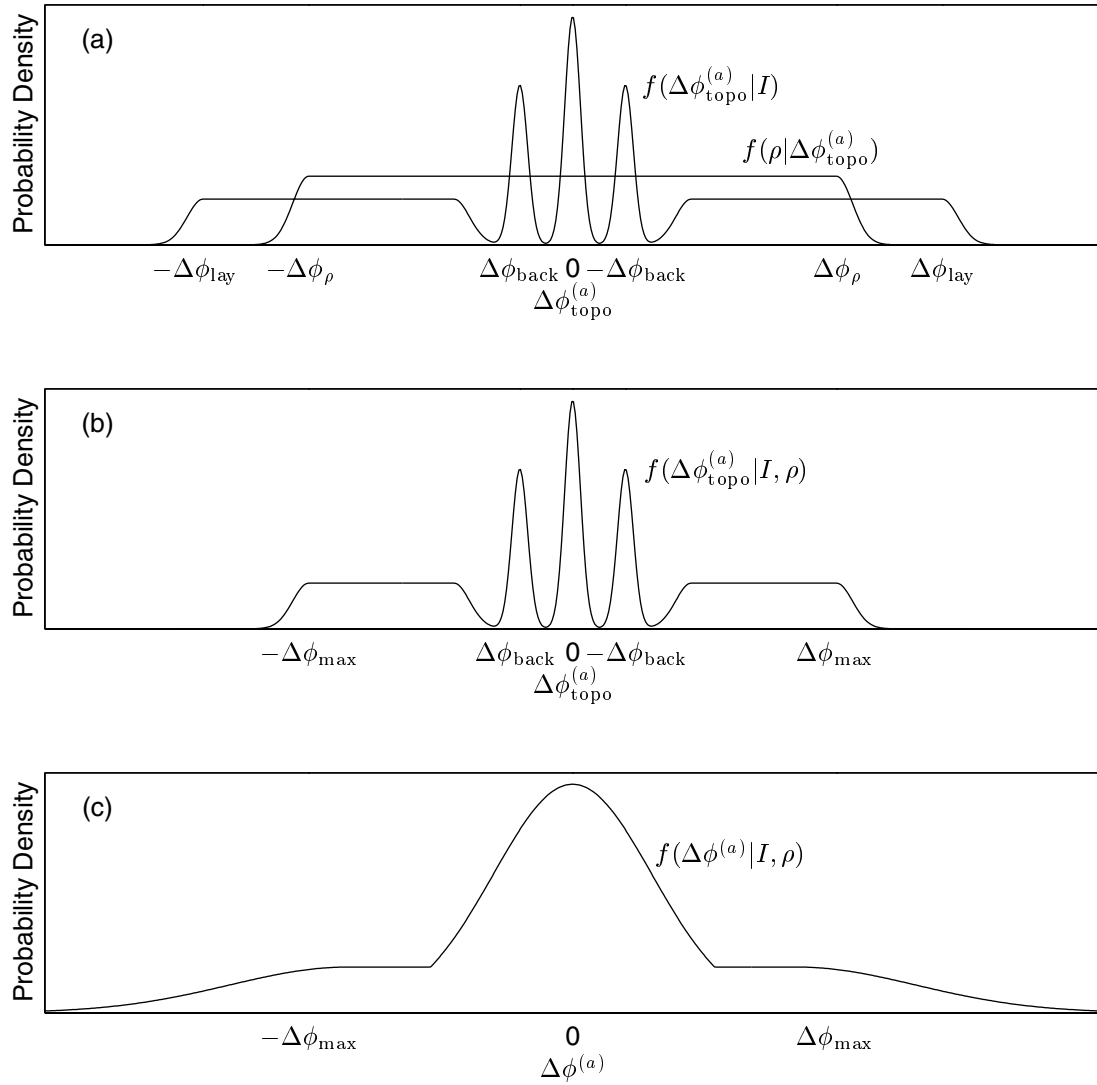 (a)
Probability Density
f(Δϕ_topo^(a)|I)
f(ρ|Δϕ_topo^(a))
−Δϕ_lay −Δϕ_ρ Δϕ_back 0 −Δϕ_back Δϕ_ρ Δϕ_lay
Δϕ_topo^(a)
(b)
Probability Density
f(Δϕ_topo^(a)|I, ρ)
−Δϕ_max Δϕ_back 0 −Δϕ_back Δϕ_max
Δϕ_topo^(a)
(c)
Probability Density
f(Δϕ^(a)|I, ρ)
−Δϕ_max 0 Δϕ_max
Δϕ^(a)